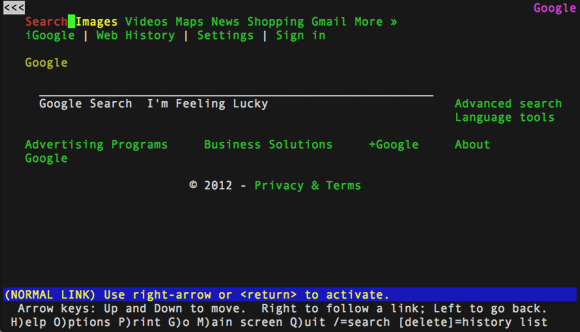 <<< Google
Search Images Videos Maps News Shopping Gmail More »
iGoogle | Web History | Settings | Sign in
Google
Google Search I'm Feeling Lucky Advanced search
Language tools
Advertising Programs Business Solutions +Google About
Google
© 2012 - Privacy & Terms
(NORMAL LINK) Use right-arrow or <return> to activate.
Arrow keys: Up and Down to move. Right to follow a link; Left to go back.
H)elp O)ptions P)rint G)o M)ain screen Q)uit /=search [delete]=history list